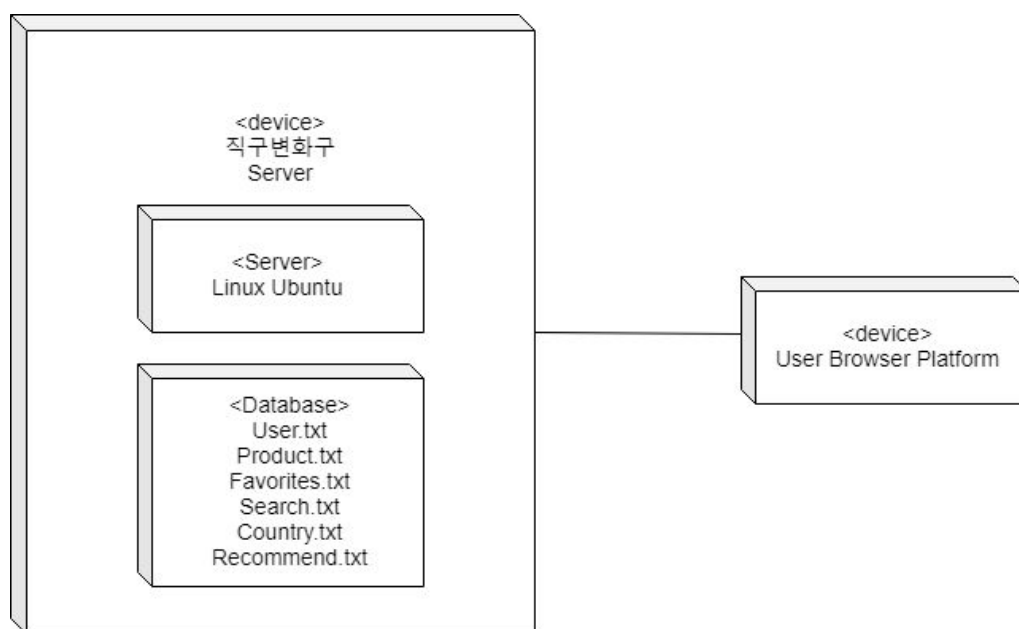 <device>
직구변화구
Server
<Server>
Linux Ubuntu
<Database>
User.txt
Product.txt
Favorites.txt
Search.txt
Country.txt
Recommend.txt
<device>
User Browser Platform